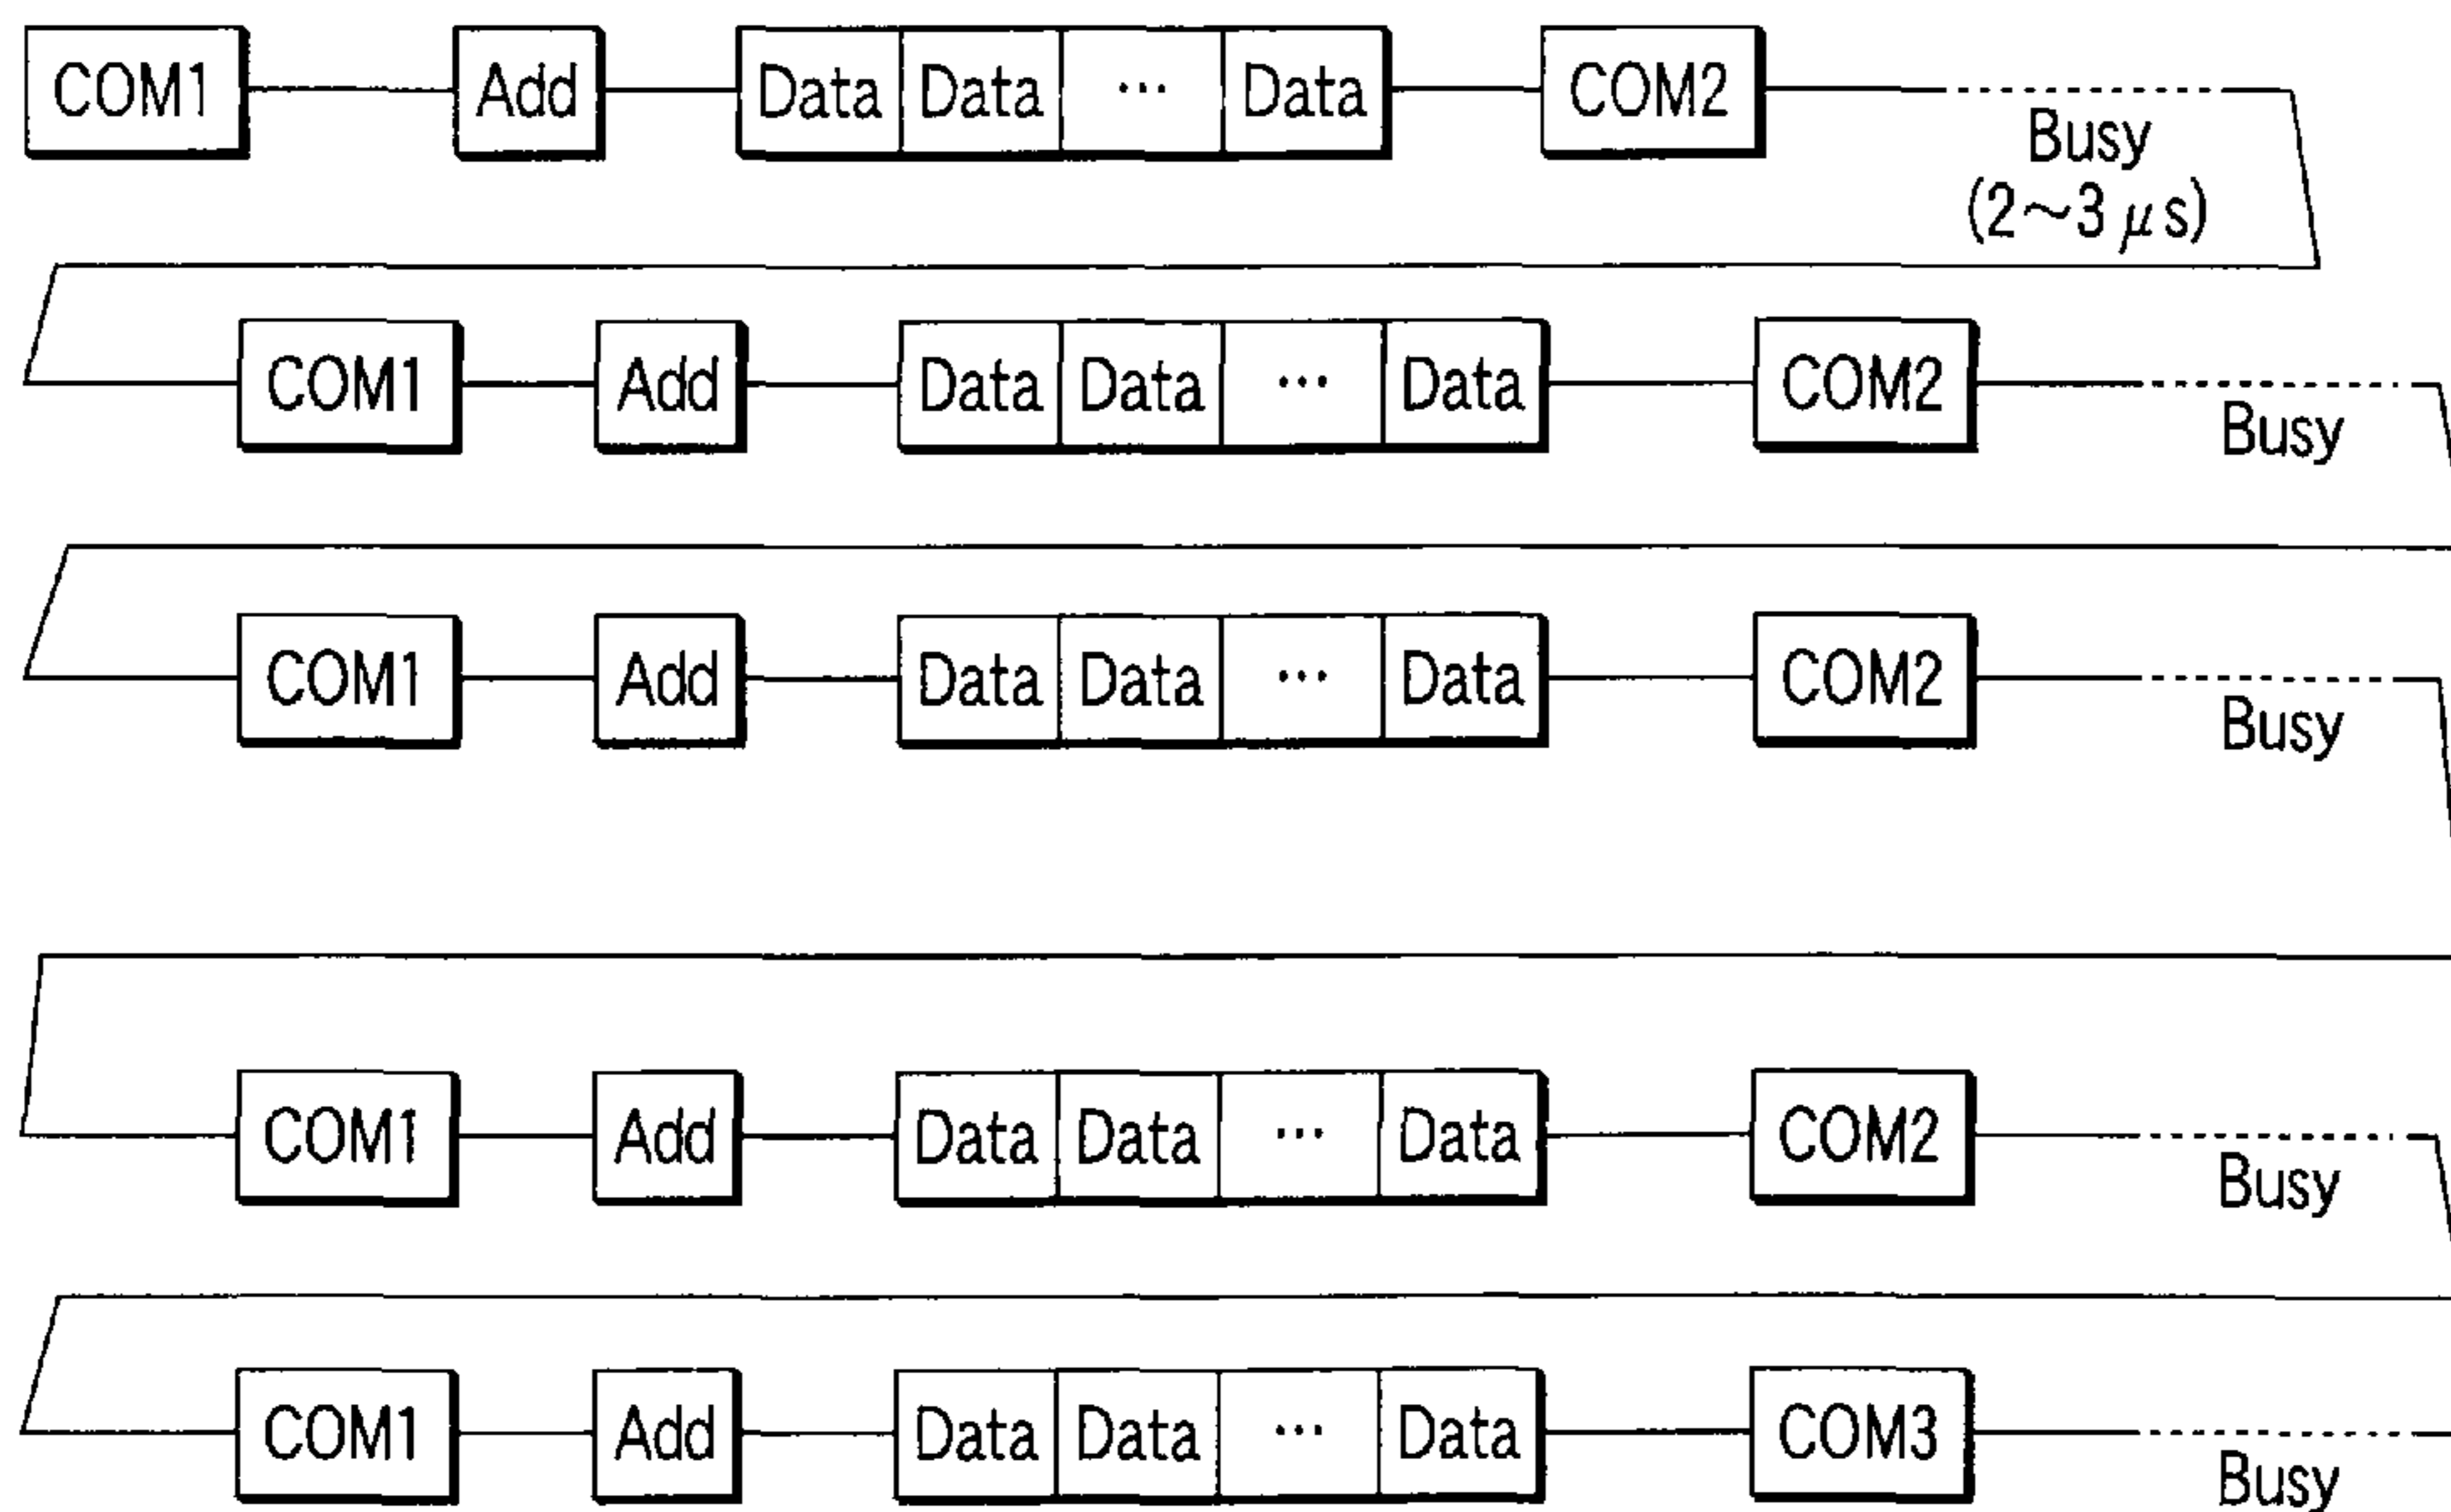 COM1 Add Data Data ... Data COM2
Busy
(2~3 μs)
COM1 Add Data Data ... Data COM2
Busy
COM1 Add Data Data ... Data COM2
Busy
COM1 Add Data Data ... Data COM2
Busy
COM1 Add Data Data ... Data COM3
Busy